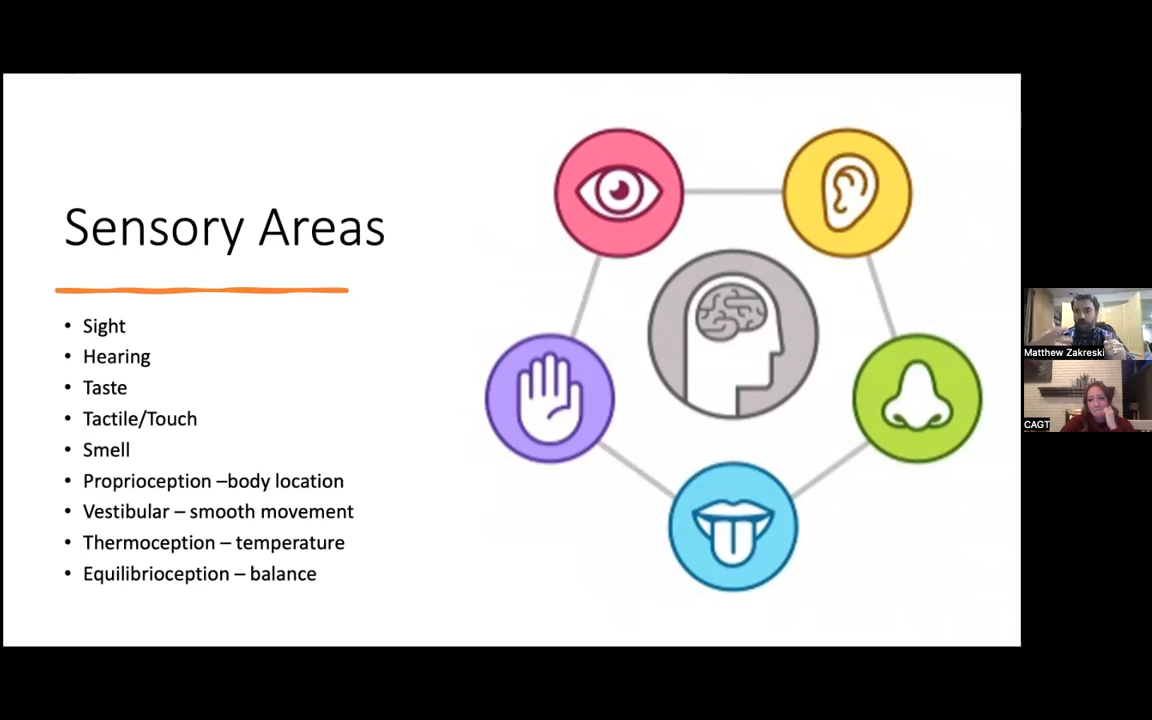 Sensory Areas
• Sight
• Hearing
• Taste
• Tactile/Touch
• Smell
• Proprioception –body location
• Vestibular – smooth movement
• Thermoception – temperature
• Equilibrioception – balance
Matthew Zakreski
CAGT